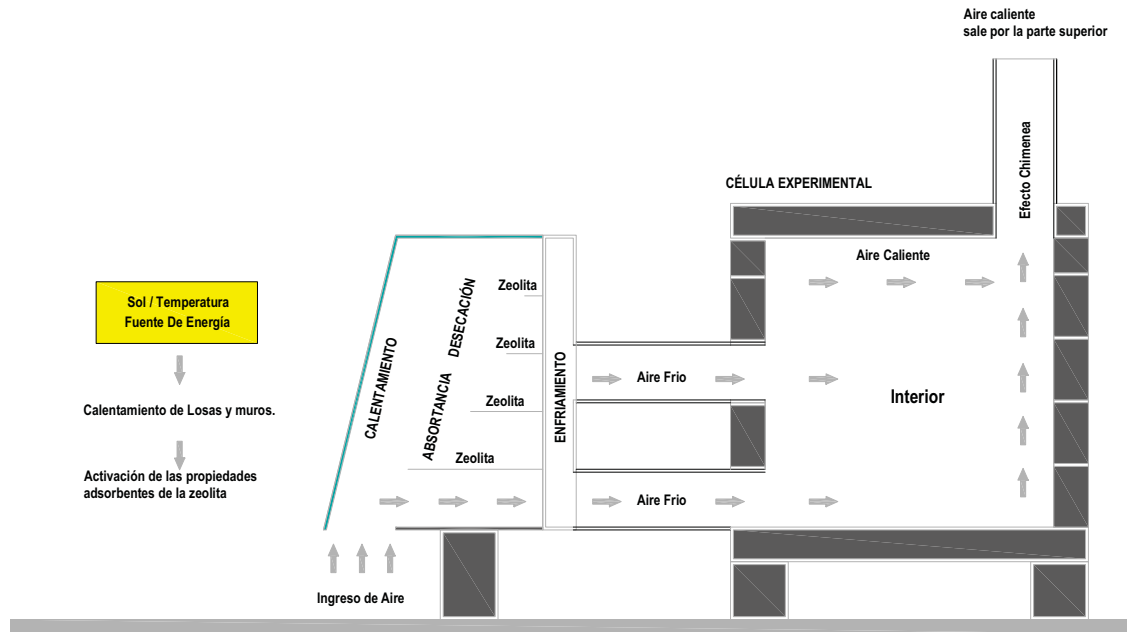 Aire caliente
sale por la parte superior
Efecto Chimenea
CÉLULA EXPERIMENTAL
Aire Caliente
Sol / Temperatura
Fuente De Energía
Calentamiento de Losas y muros.
Activación de las propiedades
adsorbentes de la zeolita
CALENTAMIENTO
ABSORTANCIA DESECACIÓN
Zeolita
Zeolita
Zeolita
Zeolita
ENFRIAMIENTO
Aire Frio
Aire Frio
Interior
Ingreso de Aire